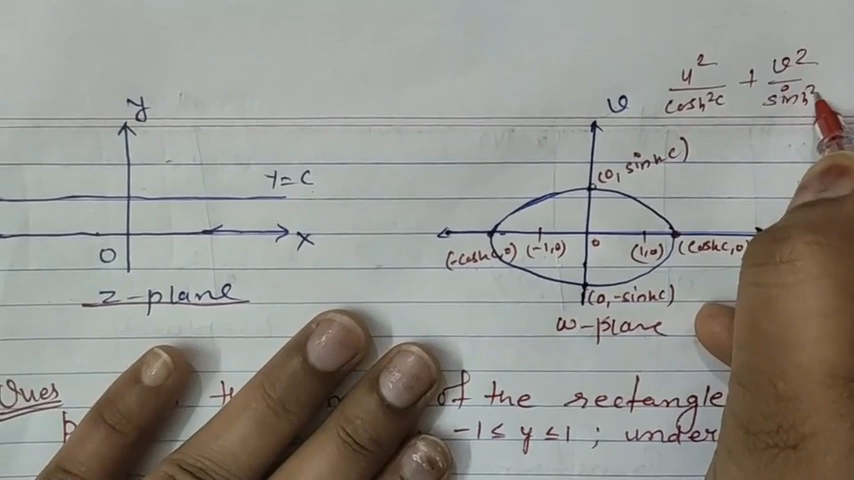 u² / cosh²c + v² / sinh²
y
v
y=c
(0, sinhc)
x
0
(-coshc,0) (-1,0) 0 (1,0) (coshc,0)
z-plane
(0,-sinhc)
w-plane
Ques of the rectangle
-1≤y≤1 ; under